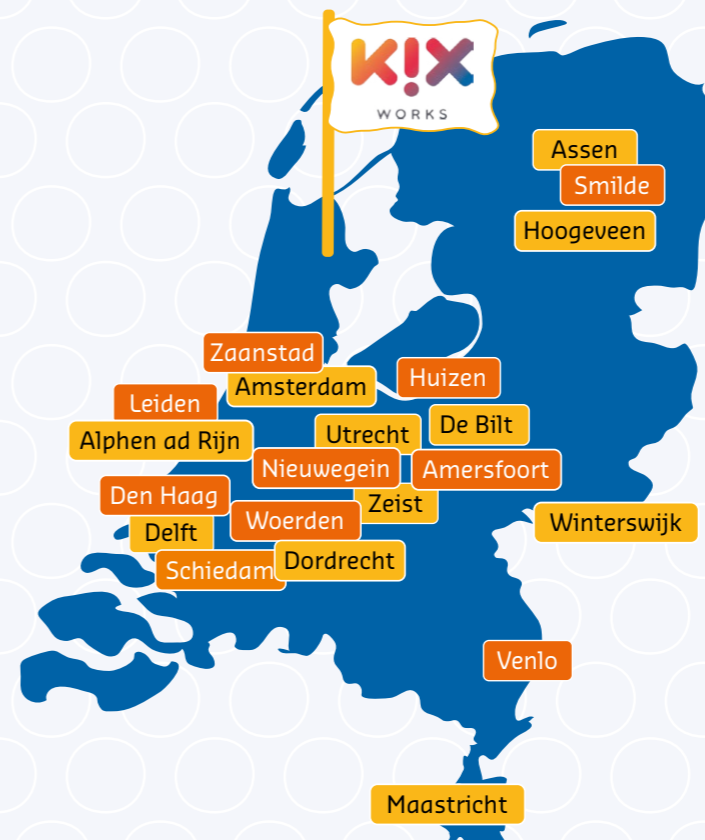 K!X
WORKS
Assen
Smilde
Hoogeveen
Zaanstad
Amsterdam
Huizen
Leiden
Alphen ad Rijn
Utrecht
De Bilt
Nieuwegein
Amersfoort
Den Haag
Zeist
Delft
Woerden
Winterswijk
Schiedam
Dordrecht
Venlo
Maastricht